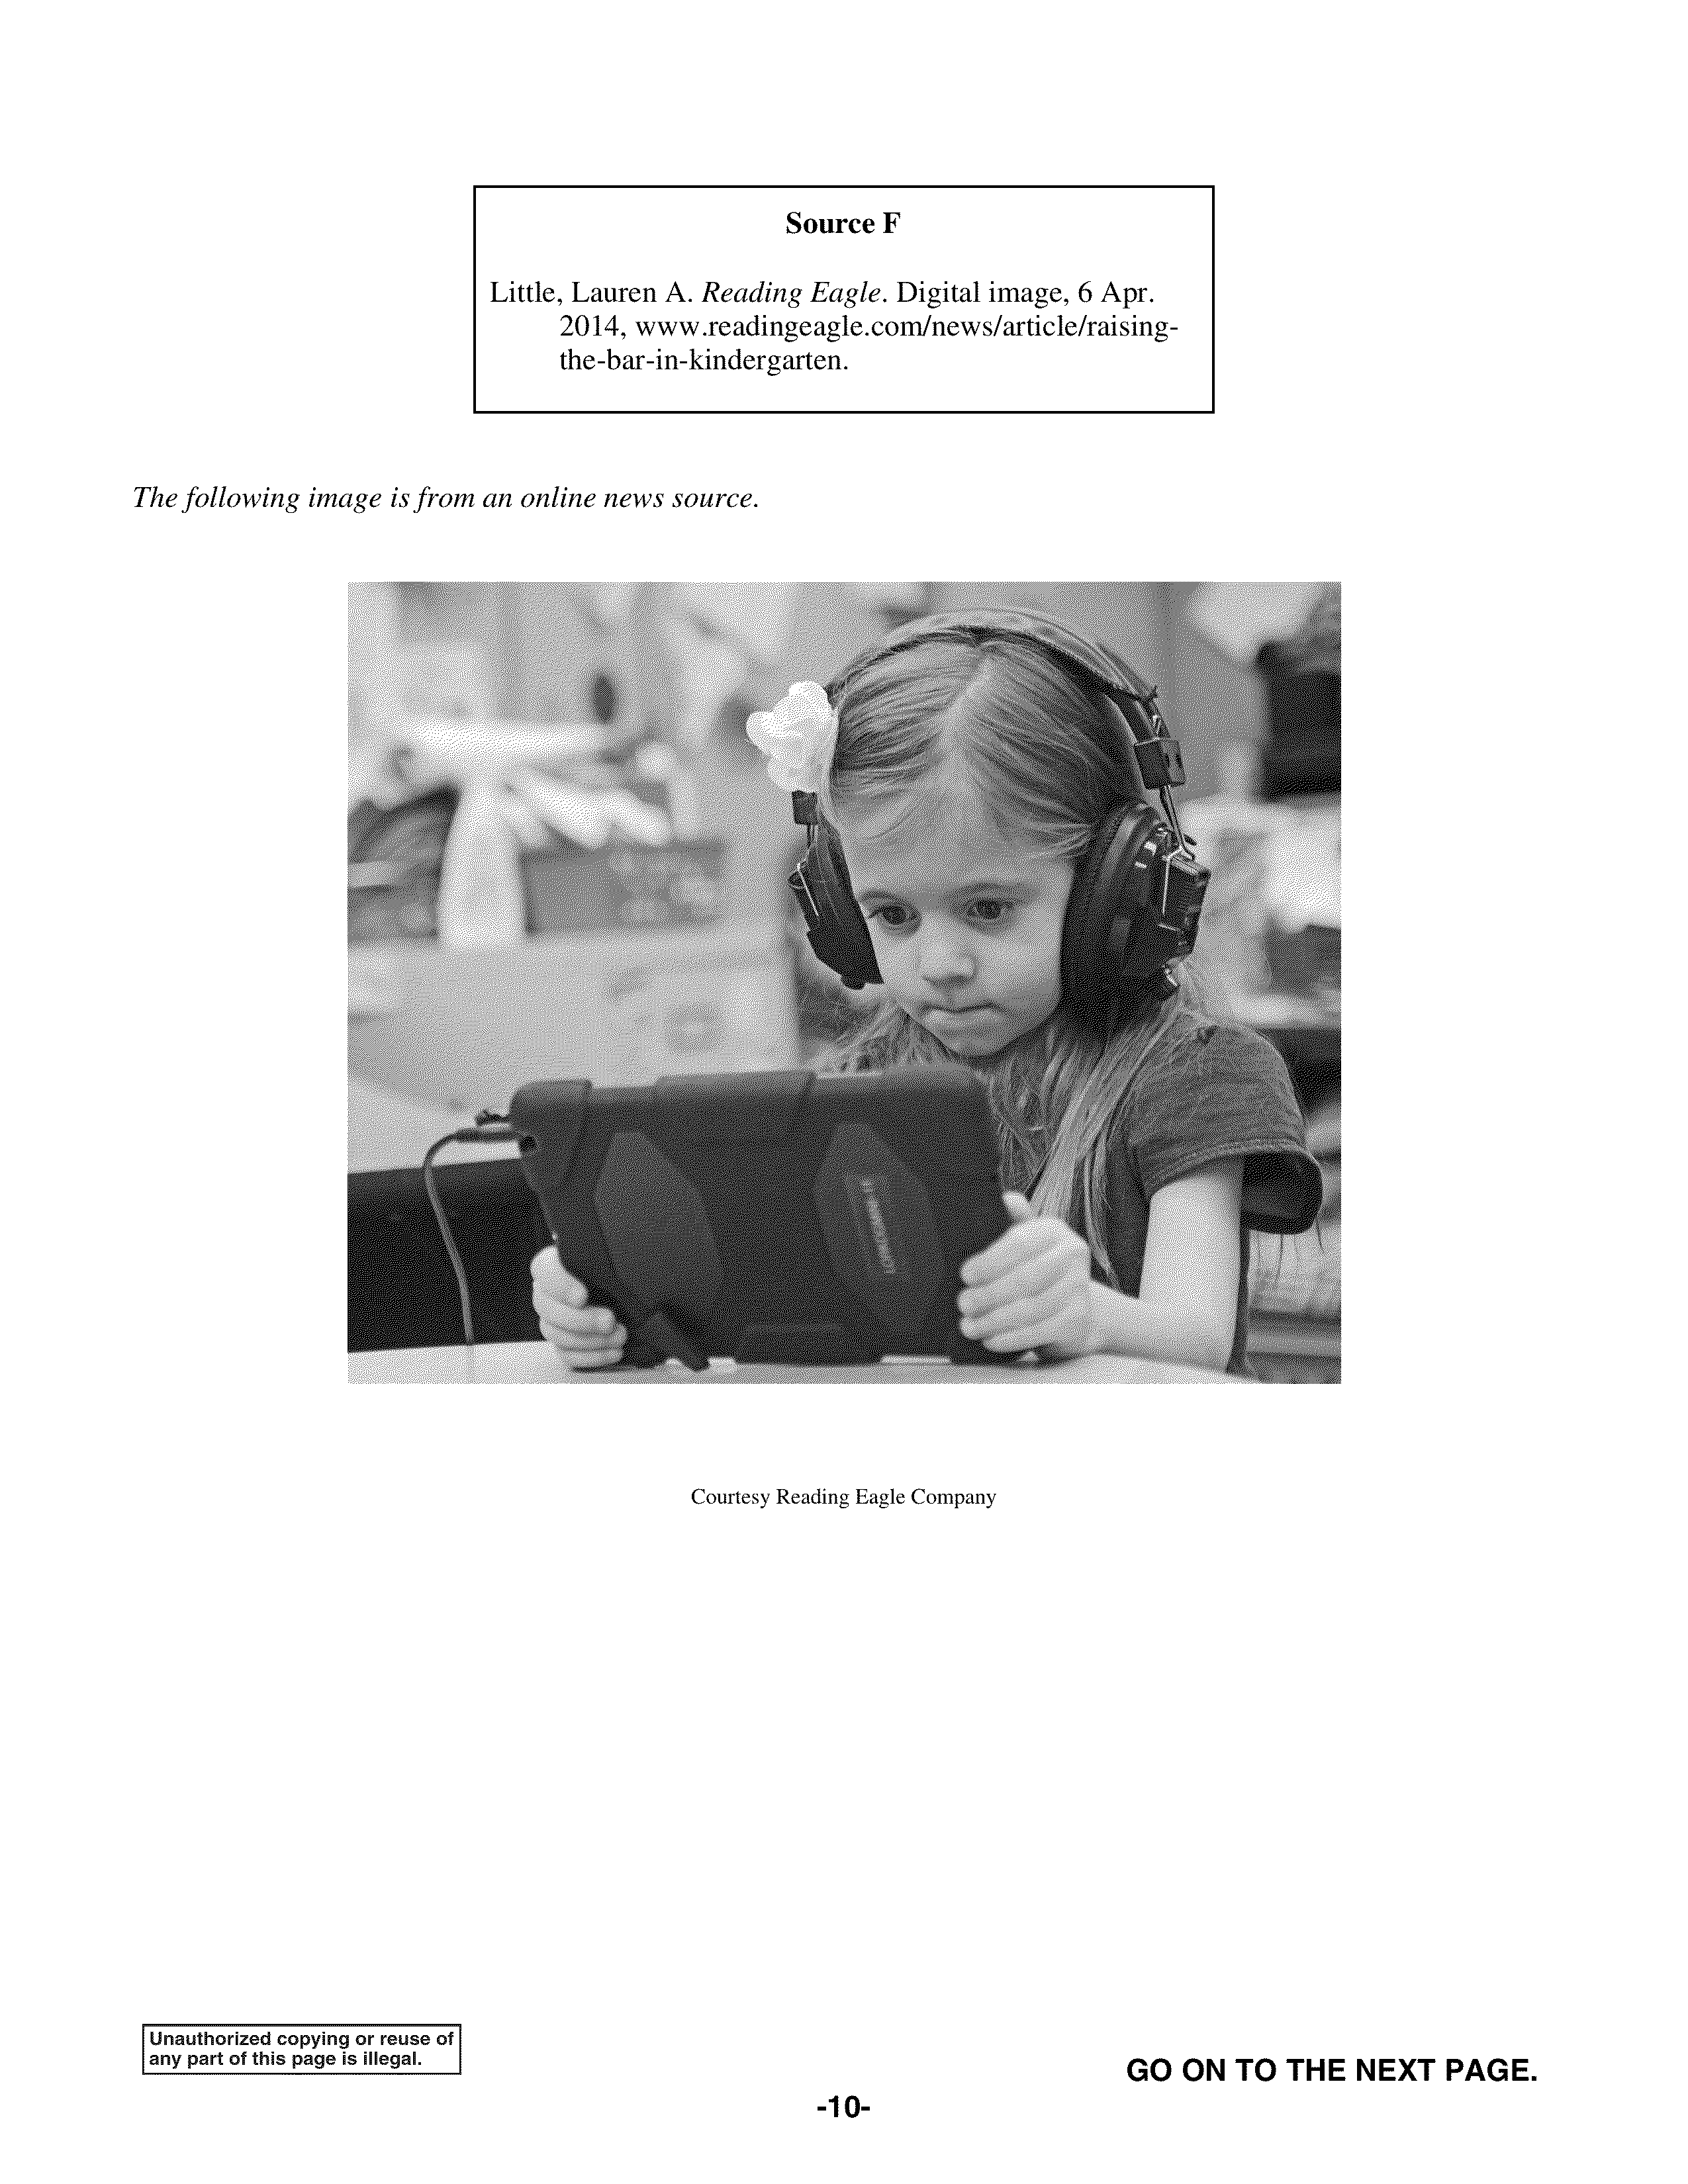 Source F
Little, Lauren A. Reading Eagle. Digital image, 6 Apr.
2014, www.readingeagle.com/news/article/raising-
the-bar-in-kindergarten.
The following image is from an online news source.
Courtesy Reading Eagle Company
Unauthorized copying or reuse of
any part of this page is illegal.
GO ON TO THE NEXT PAGE.
-10-